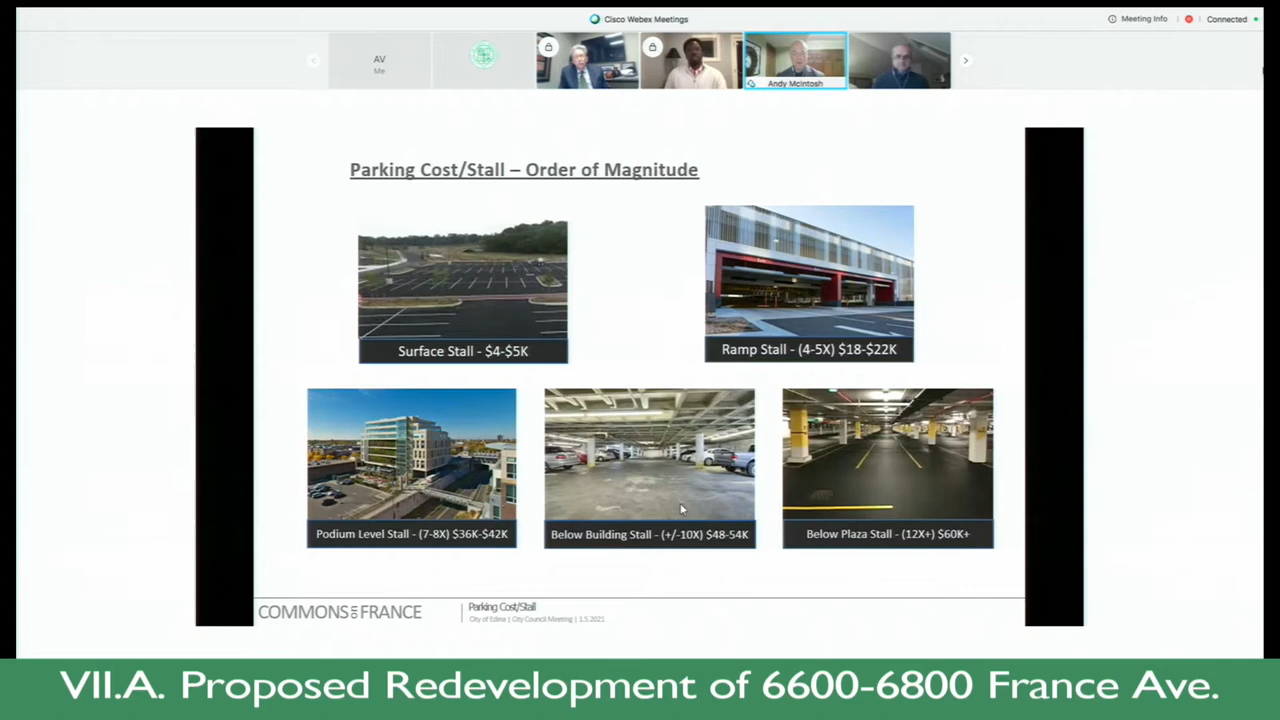 Cisco Webex Meetings
Meeting Info
Connected
AV
Me
Andy McIntosh
Parking Cost/Stall – Order of Magnitude
Surface Stall - $4-$5K
Ramp Stall - (4-5X) $18-$22K
Podium Level Stall - (7-8X) $36K-$42K
Below Building Stall - (+/-10X) $48-54K
Below Plaza Stall - (12X+) $60K+
COMMONS ON FRANCE
Parking Cost/Stall
City of Edina | City Council Meeting | 1.5.2021
VII.A. Proposed Redevelopment of 6600-6800 France Ave.